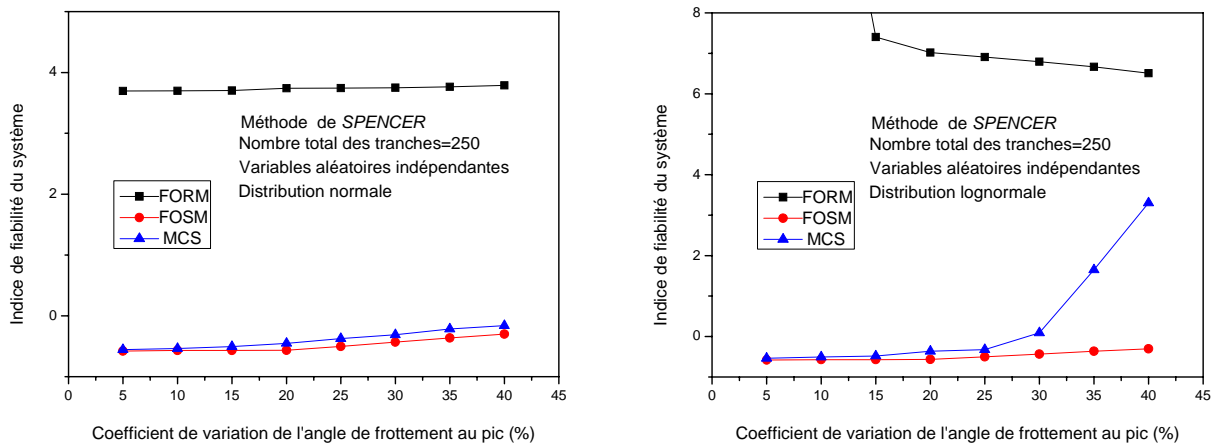 4
2
0
Indice de fiabilité du système
Méthode de SPENCER
Nombre total des tranches=250
Variables aléatoires indépendantes
Distribution normale
FORM
FOSM
MCS
0 5 10 15 20 25 30 35 40 45
Coefficient de variation de l'angle de frottement au pic (%)
8
6
4
2
0
Indice de fiabilité du système
Méthode de SPENCER
Nombre total des tranches=250
Variables aléatoires indépendantes
Distribution lognormale
FORM
FOSM
MCS
0 5 10 15 20 25 30 35 40 45
Coefficient de variation de l'angle de frottement au pic (%)